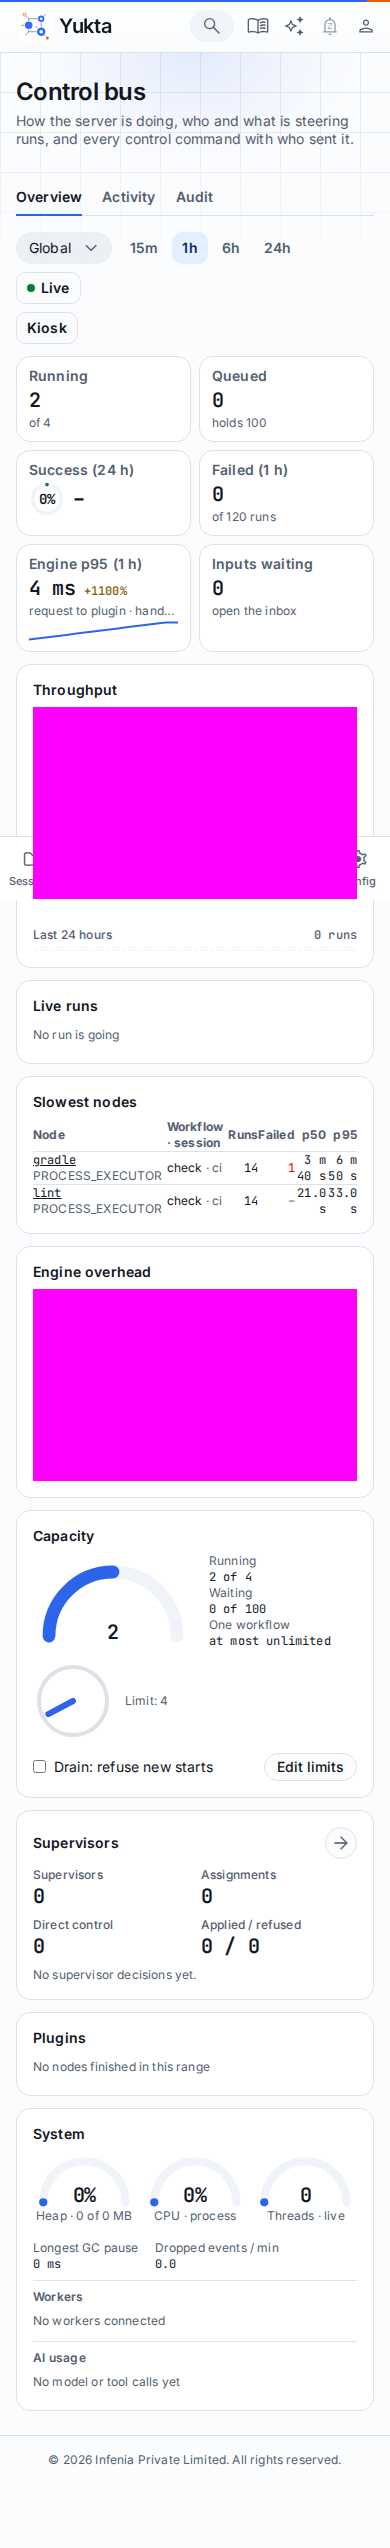 Yukta
Control bus
How the server is doing, who and what is steering
runs, and every control command with who sent it.
Overview Activity Audit
Global 15m 1h 6h 24h
Live
Kiosk
Running
2
of 4
Queued
0
holds 100
Success (24 h)
0% –
Failed (1 h)
0
of 120 runs
Engine p95 (1 h)
4 ms +1100%
request to plugin · hand…
Inputs waiting
0
open the inbox
Throughput
Last 24 hours 0 runs
Live runs
No run is going
Slowest nodes
Node Workflow · session Runs Failed p50 p95
gradle PROCESS_EXECUTOR check · ci 14 1 3 m 40 s 6 m 50 s
lint PROCESS_EXECUTOR check · ci 14 – 21.0 s 33.0 s
Engine overhead
Capacity
2
Running
2 of 4
Waiting
0 of 100
One workflow
at most unlimited
Limit: 4
Drain: refuse new starts Edit limits
Supervisors
Supervisors Assignments
0 0
Direct control Applied / refused
0 0 / 0
No supervisor decisions yet.
Plugins
No nodes finished in this range
System
0% 0% 0
Heap · 0 of 0 MB CPU · process Threads · live
Longest GC pause Dropped events / min
0 ms 0.0
Workers
No workers connected
AI usage
No model or tool calls yet
© 2026 Infenia Private Limited. All rights reserved.